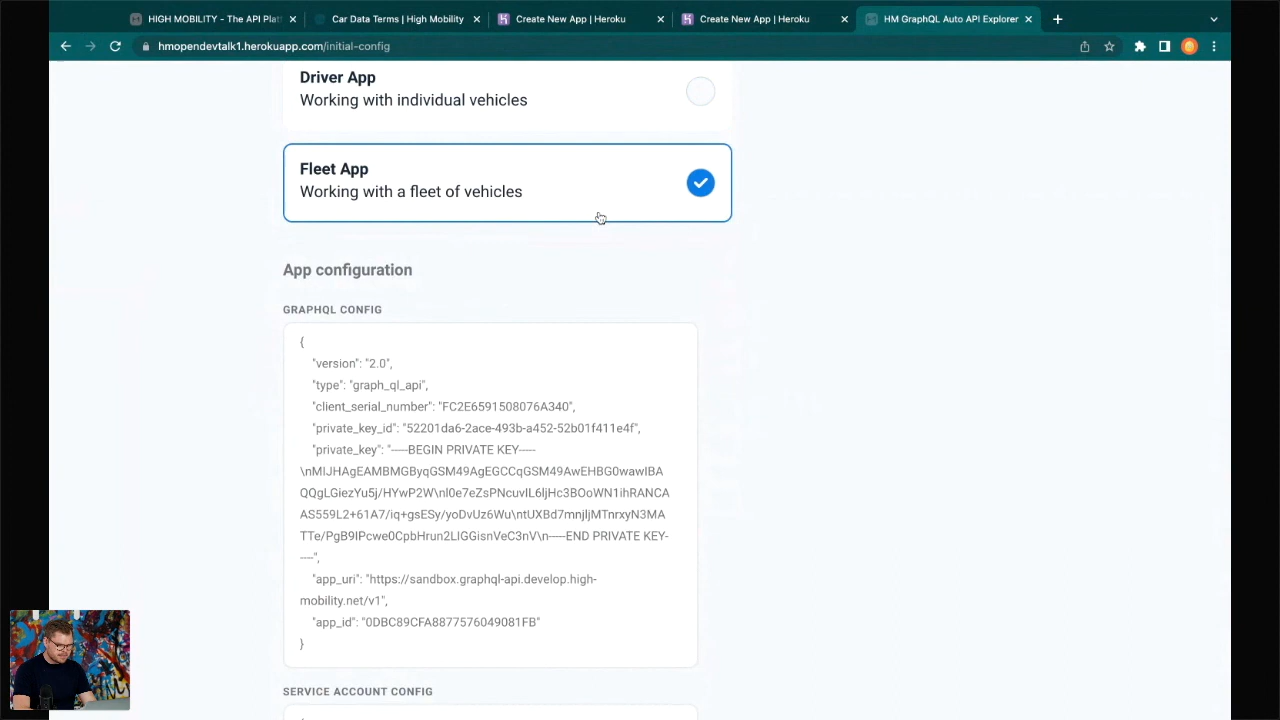 HIGH MOBILITY - The API Plat
Car Data Terms | High Mobility
Create New App | Heroku
Create New App | Heroku
HM GraphQL Auto API Explorer
hmopendevtalk1.herokuapp.com/initial-config
Driver App
Working with individual vehicles
Fleet App
Working with a fleet of vehicles
App configuration
GRAPHQL CONFIG
{
"version": "2.0",
"type": "graph_ql_api",
"client_serial_number": "FC2E6591508076A340",
"private_key_id": "52201da6-2ace-493b-a452-52b01f411e4f",
"private_key": "-----BEGIN PRIVATE KEY-----
\nMIJHAgEAMBMGByqGSM49AgEGCCqGSM49AwEHBG0wawIBA
QQgLGiezYu5j/HYwP2W\nl0e7eZsPNcuvIL6ljHc3BOoWN1ihRANCA
AS559L2+61A7/iq+gsESy/yoDvUz6Wu\ntUXBd7mnjljMTnrxyN3MA
TTe/PgB9IPcwe0CpbHrun2LIGGisnVeC3nV\n-----END PRIVATE KEY-
----",
"app_uri": "https://sandbox.graphql-api.develop.high-
mobility.net/v1",
"app_id": "0DBC89CFA8877576049081FB"
}
SERVICE ACCOUNT CONFIG